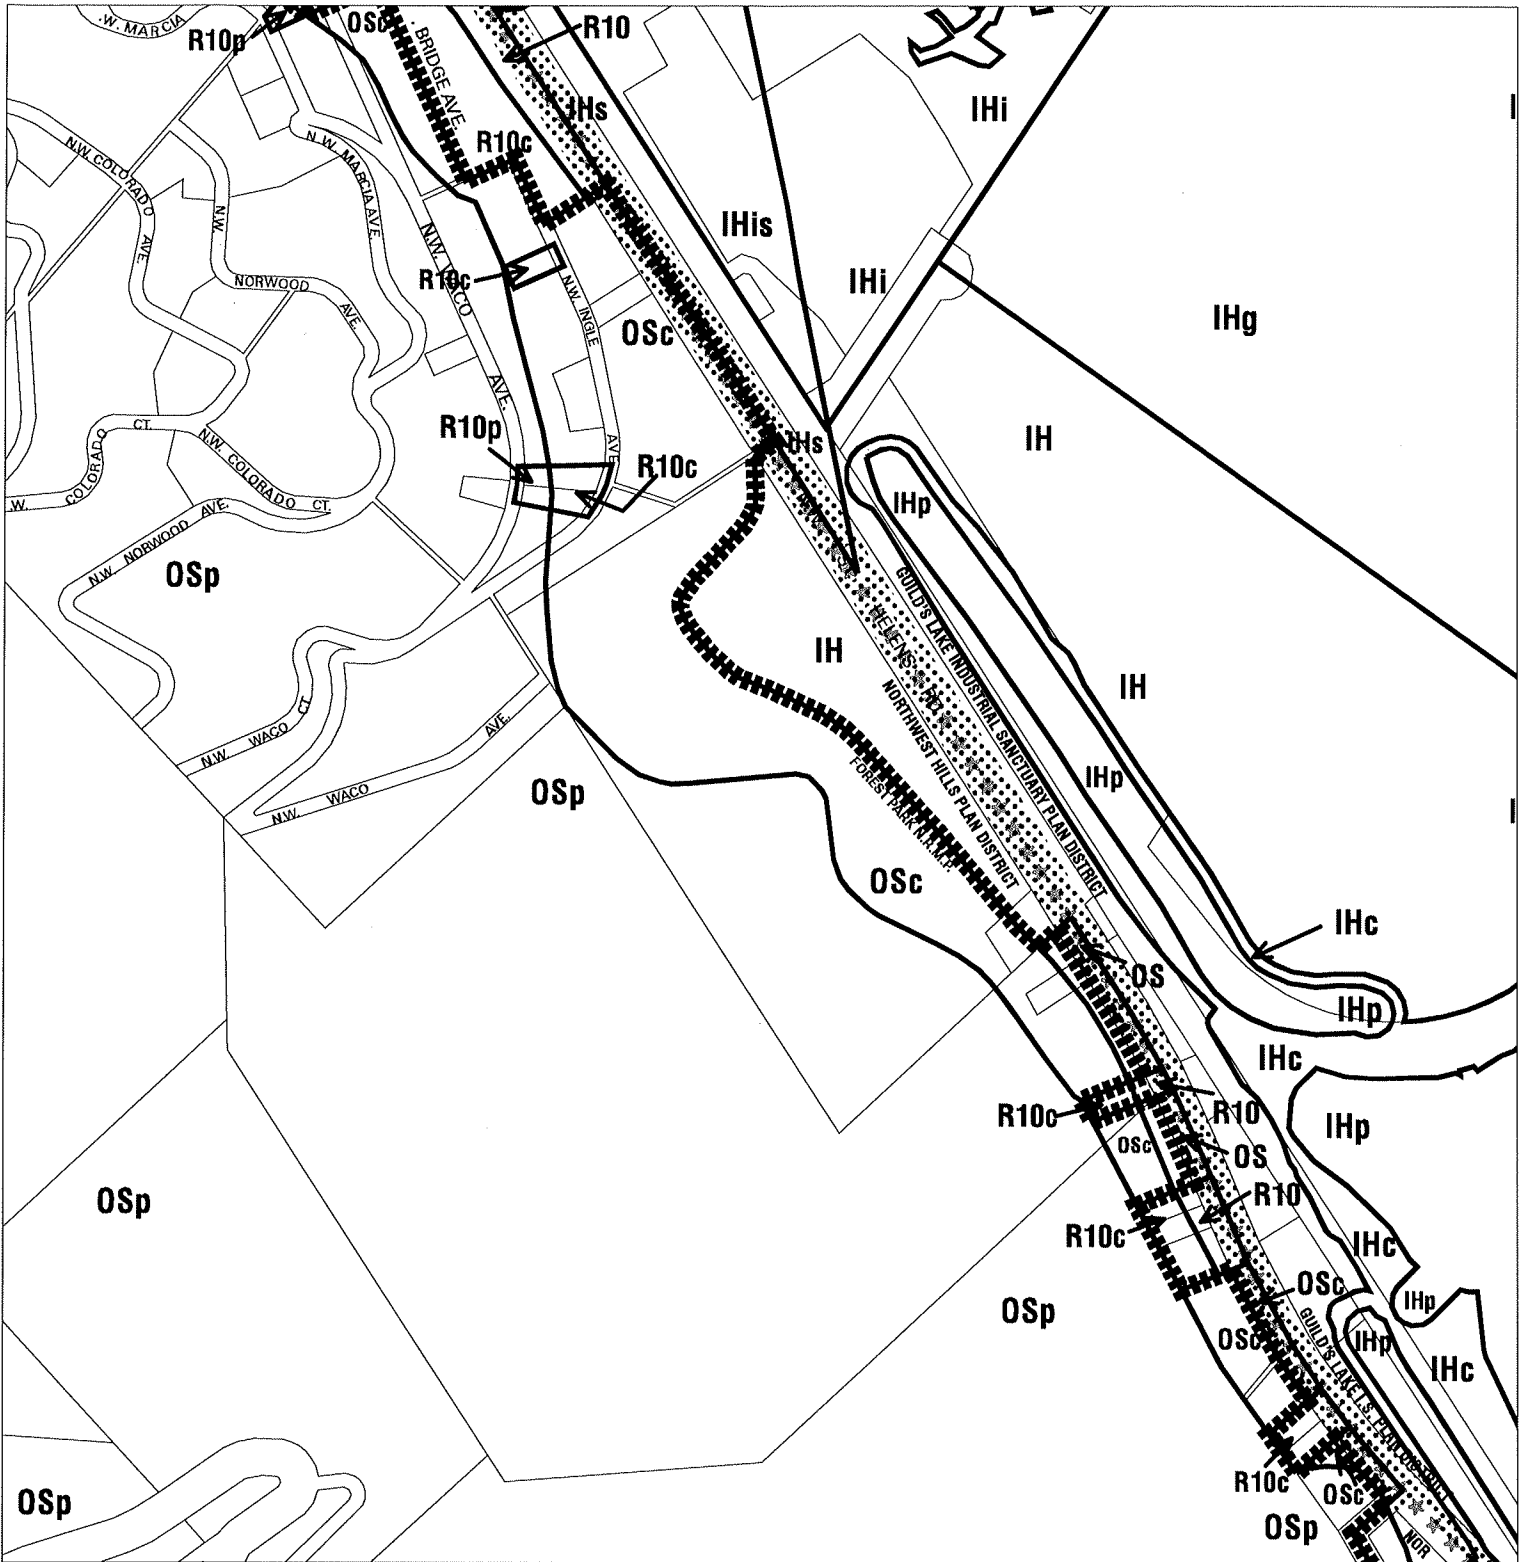 N.W. MARCIA
R10p
OSc
BRIDGE AVE.
R10
IHs
IHi
R10c
N.W. COLORADO
AVE.
N.W.
N.W. MARCIA AVE.
N.W. WACO
AVE.
IHis
R10c
NORWOOD
AVE.
N.W. INGLE
AVE.
OSc
IHi
IHg
CT.
.W. COLORADO
N.W. COLORADO CT.
R10p
R10c
IHs
IH
IHp
N.W. NORWOOD AVE.
OSp
HELENS RD.
GUILD'S LAKE INDUSTRIAL SANCTUARY PLAN DISTRICT
NORTHWEST HILLS PLAN DISTRICT
IH
IH
N.W. WACO CT.
N.W. WACO AVE.
OSp
FOREST PARK N.R.M.P.
IHp
OSc
IHc
OS
IHp
IHc
R10c
R10
IHp
OSc
OS
OSp
R10
R10c
IHc
OSc
OSp
IHp
OSc
GUILD'S LAKE I.S. PLAN DISTRICT
IHp
IHc
R10c
OSc
OSp
OSp
NOR